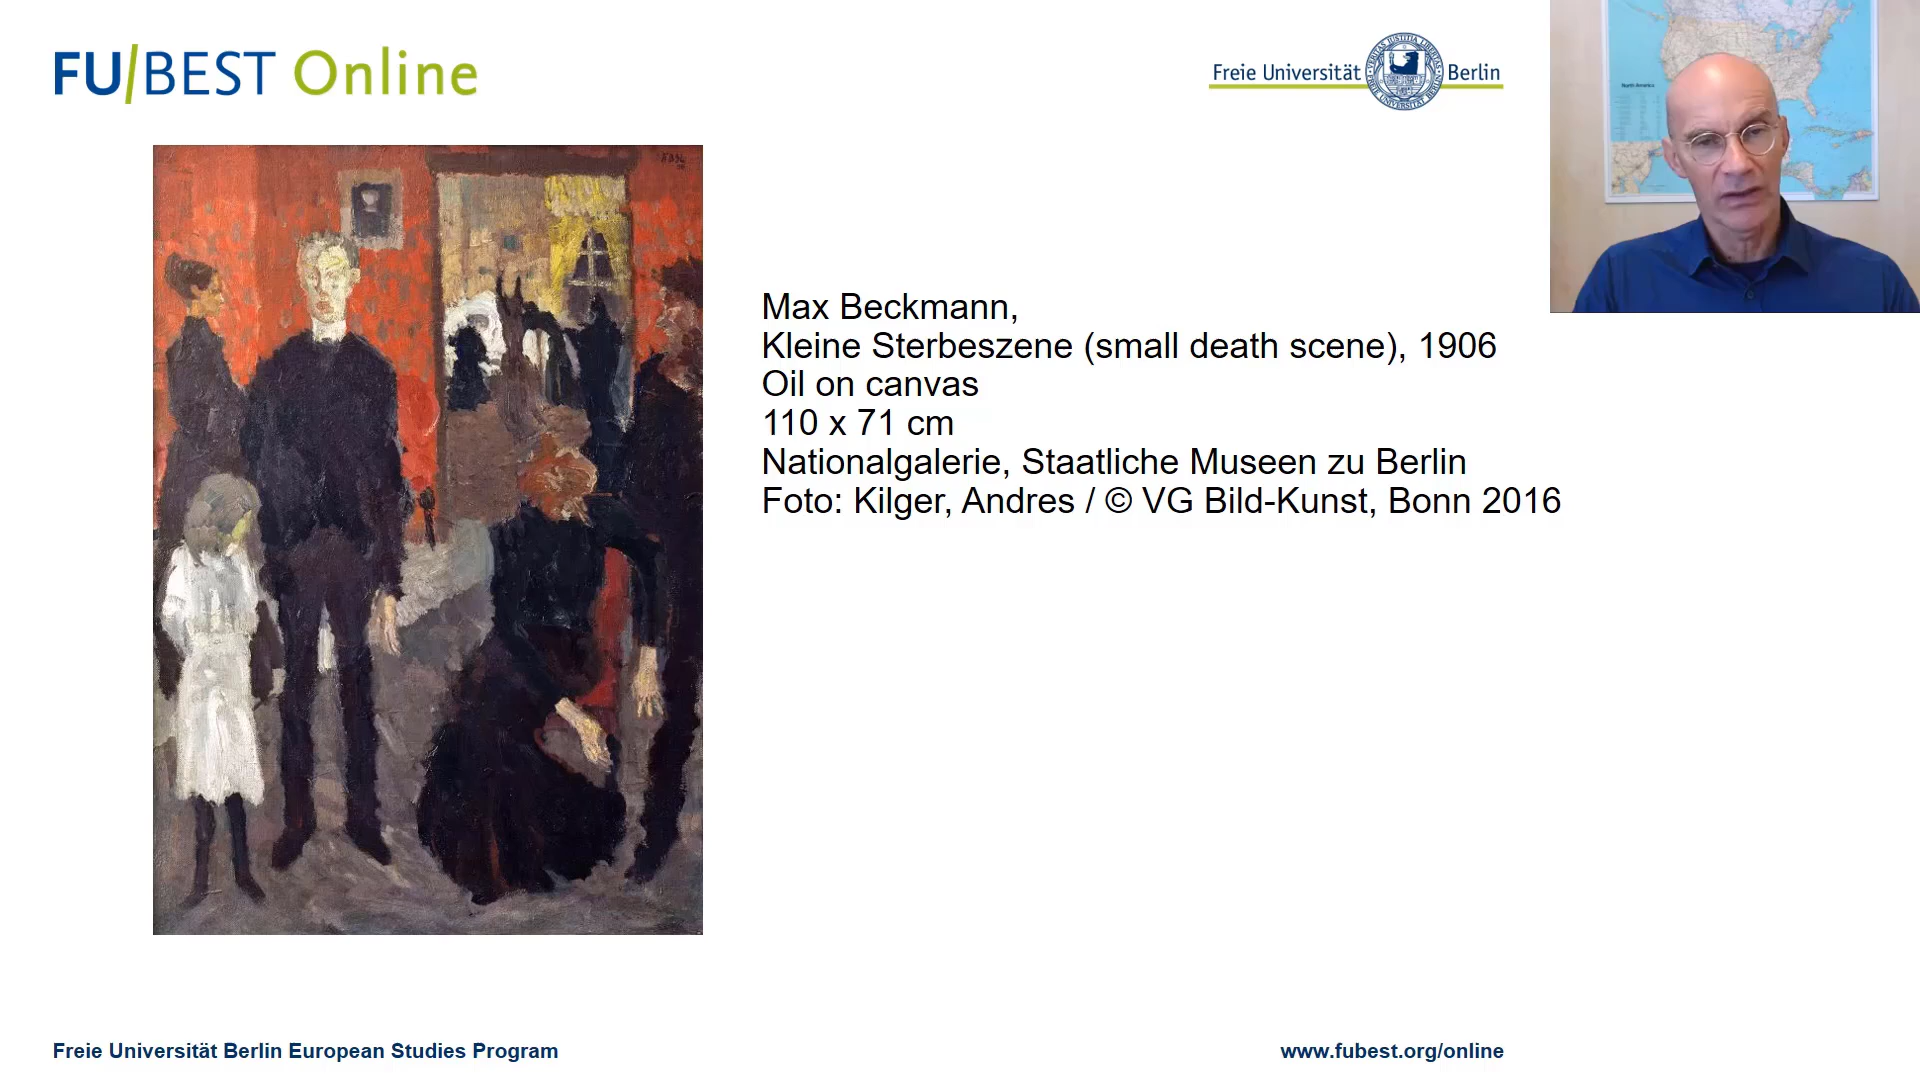 FU/BEST Online
Freie Universität Berlin
North America
Max Beckmann,
Kleine Sterbeszene (small death scene), 1906
Oil on canvas
110 x 71 cm
Nationalgalerie, Staatliche Museen zu Berlin
Foto: Kilger, Andres / © VG Bild-Kunst, Bonn 2016
Freie Universität Berlin European Studies Program
www.fubest.org/online